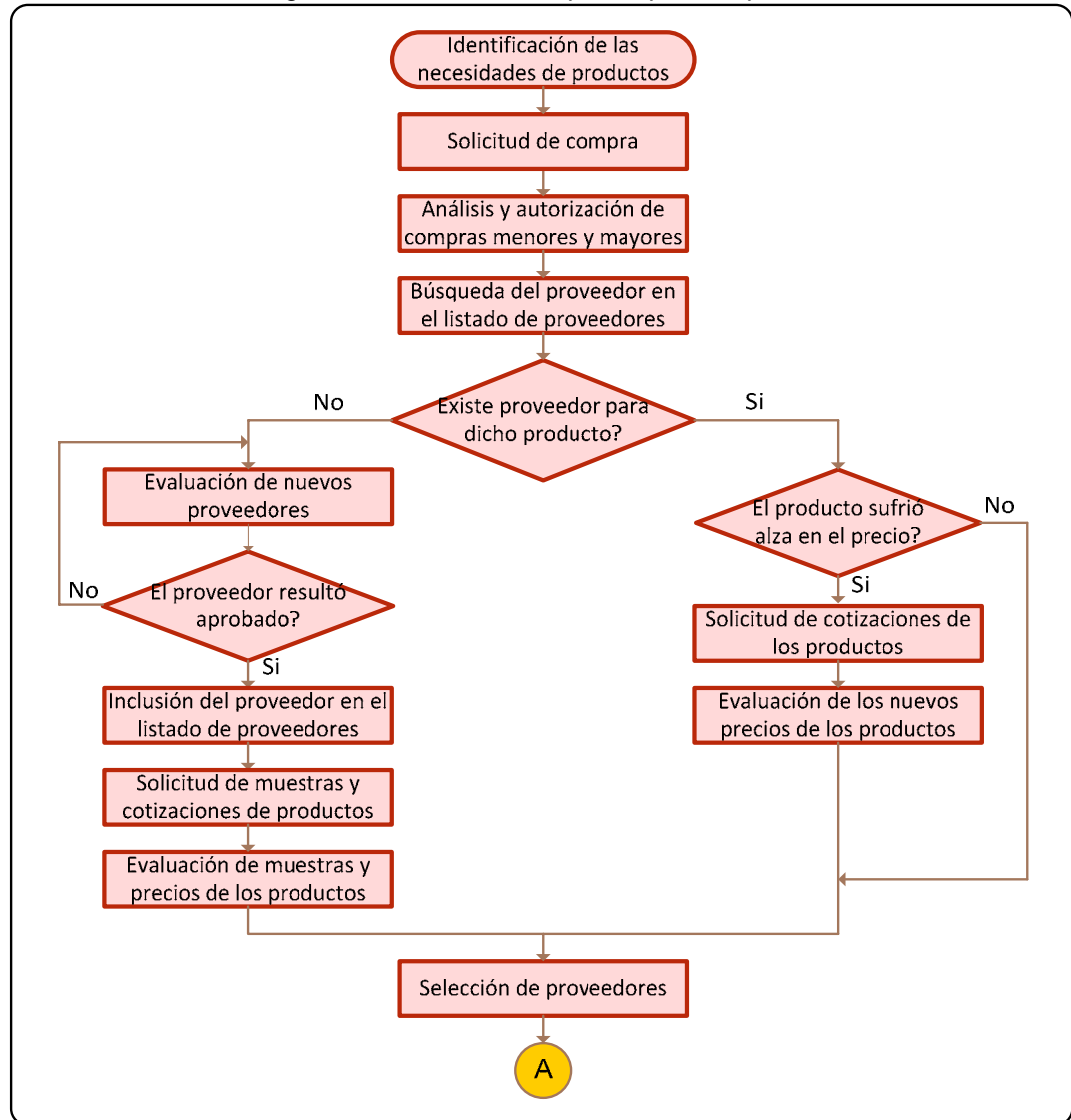 Identificación de las
necesidades de productos
Solicitud de compra
Análisis y autorización de
compras menores y mayores
Búsqueda del proveedor en
el listado de proveedores
Existe proveedor para
dicho producto?
No
Si
Evaluación de nuevos
proveedores
El proveedor resultó
aprobado?
No
Si
Inclusión del proveedor en el
listado de proveedores
Solicitud de muestras y
cotizaciones de productos
Evaluación de muestras y
precios de los productos
El producto sufrió
alza en el precio?
No
Si
Solicitud de cotizaciones de
los productos
Evaluación de los nuevos
precios de los productos
Selección de proveedores
A